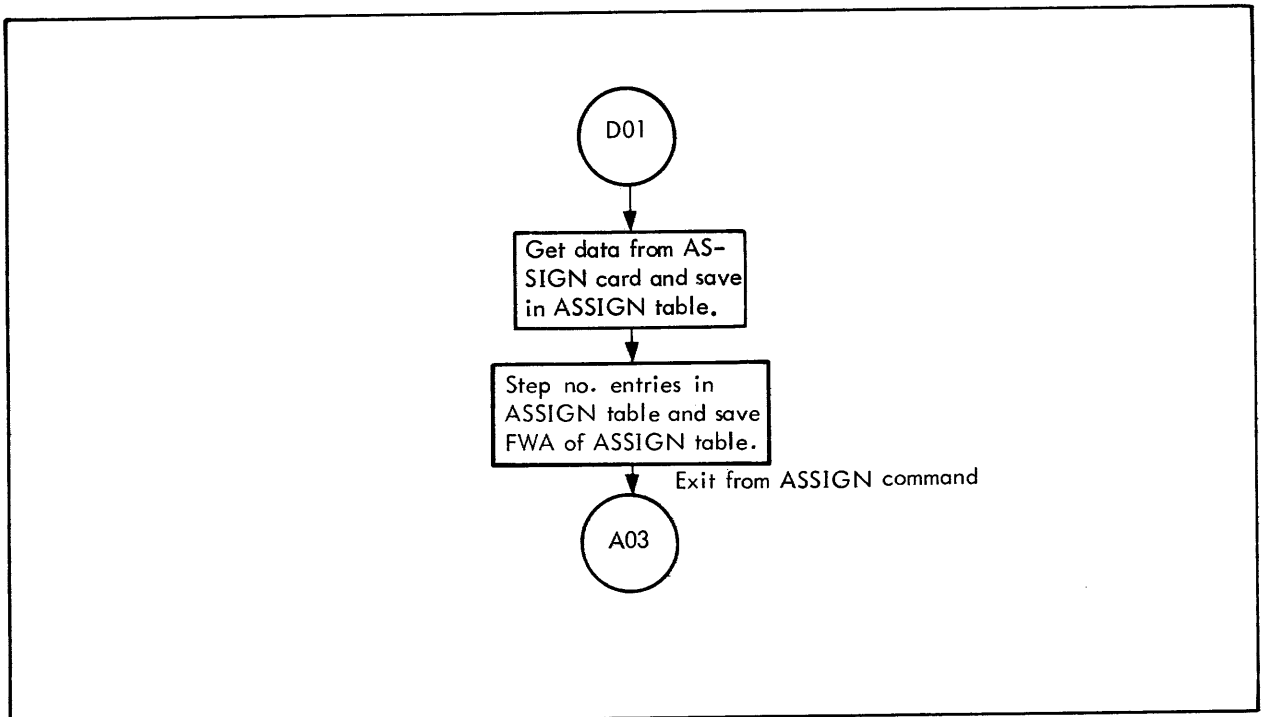 D01
Get data from AS-
SIGN card and save
in ASSIGN table.
Step no. entries in
ASSIGN table and save
FWA of ASSIGN table.
Exit from ASSIGN command
A03